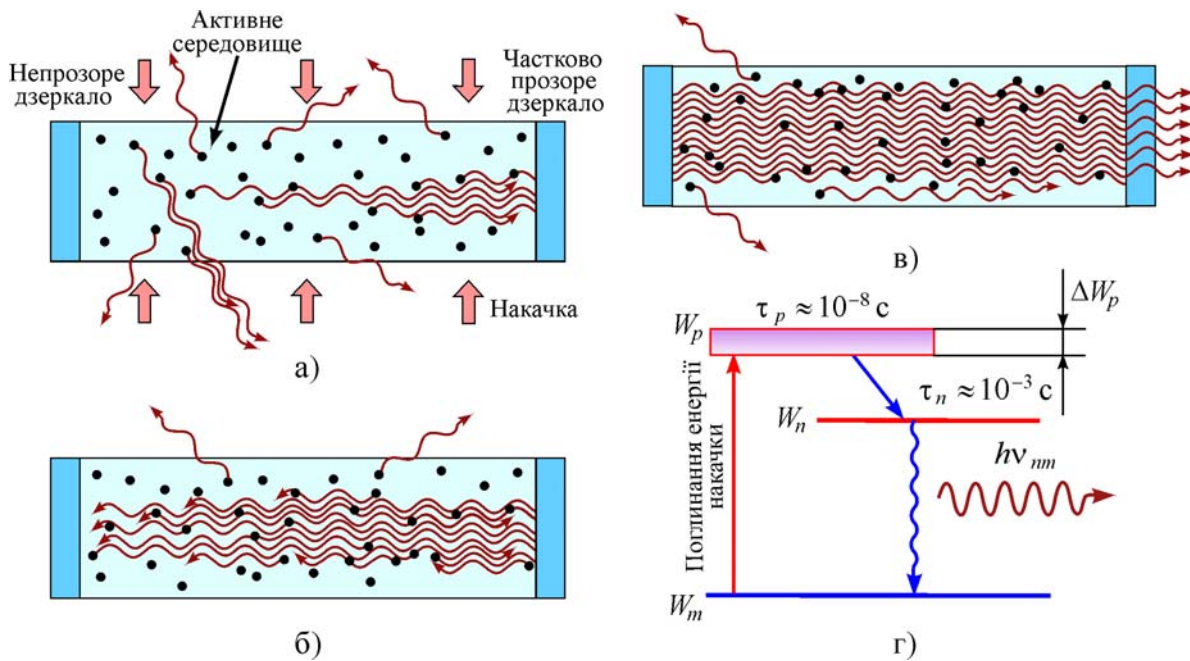 Активне
середовище
Непрозоре
дзеркало
Частково
прозоре
дзеркало
Накачка
а)
б)
в)
W_p
τ_p ≈ 10⁻⁸ с
ΔW_p
τ_n ≈ 10⁻³ с
W_n
hν_nm
Поглинання енергії
накачки
W_m
г)